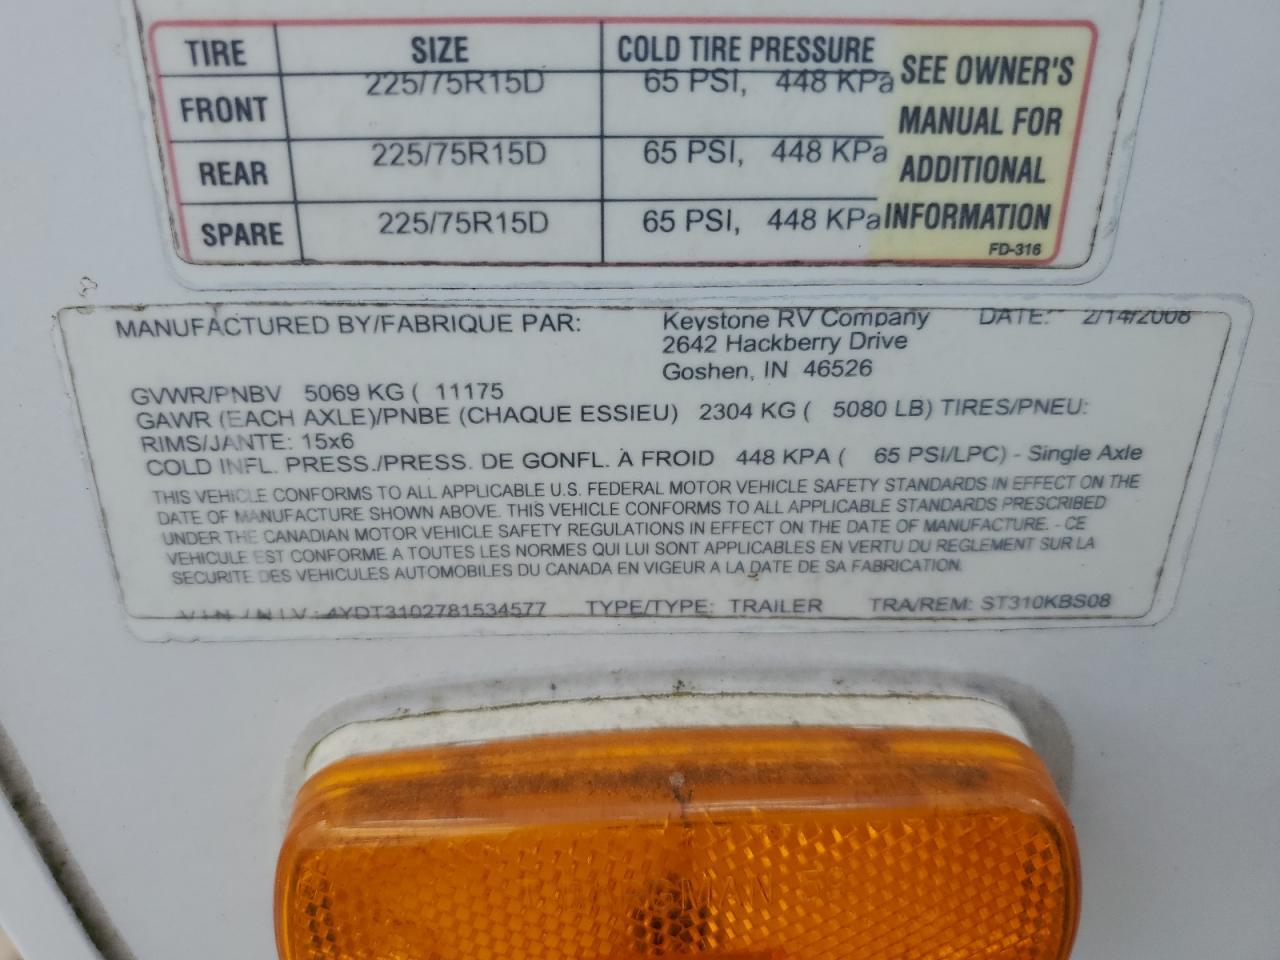 TIRE SIZE COLD TIRE PRESSURE SEE OWNER'S MANUAL FOR ADDITIONAL INFORMATION
FRONT 225/75R15D 65 PSI, 448 KPa
REAR 225/75R15D 65 PSI, 448 KPa
SPARE 225/75R15D 65 PSI, 448 KPa
FD-316
MANUFACTURED BY/FABRIQUE PAR: Keystone RV Company DATE: 2/14/2008
2642 Hackberry Drive
Goshen, IN 46526
GVWR/PNBV 5069 KG ( 11175
GAWR (EACH AXLE)/PNBE (CHAQUE ESSIEU) 2304 KG ( 5080 LB) TIRES/PNEU:
RIMS/JANTE: 15x6
COLD INFL. PRESS./PRESS. DE GONFL. À FROID 448 KPA ( 65 PSI/LPC) - Single Axle
THIS VEHICLE CONFORMS TO ALL APPLICABLE U.S. FEDERAL MOTOR VEHICLE SAFETY STANDARDS IN EFFECT ON THE
DATE OF MANUFACTURE SHOWN ABOVE. THIS VEHICLE CONFORMS TO ALL APPLICABLE STANDARDS PRESCRIBED
UNDER THE CANADIAN MOTOR VEHICLE SAFETY REGULATIONS IN EFFECT ON THE DATE OF MANUFACTURE. - CE
VEHICULE EST CONFORME A TOUTES LES NORMES QUI LUI SONT APPLICABLES EN VERTU DU REGLEMENT SUR LA
SECURITE DES VEHICULES AUTOMOBILES DU CANADA EN VIGEUR A LA DATE DE SA FABRICATION.
V.I.N. / N.I.V.: 4YDT3102781534577 TYPE/TYPE: TRAILER TRA/REM: ST310KBS08